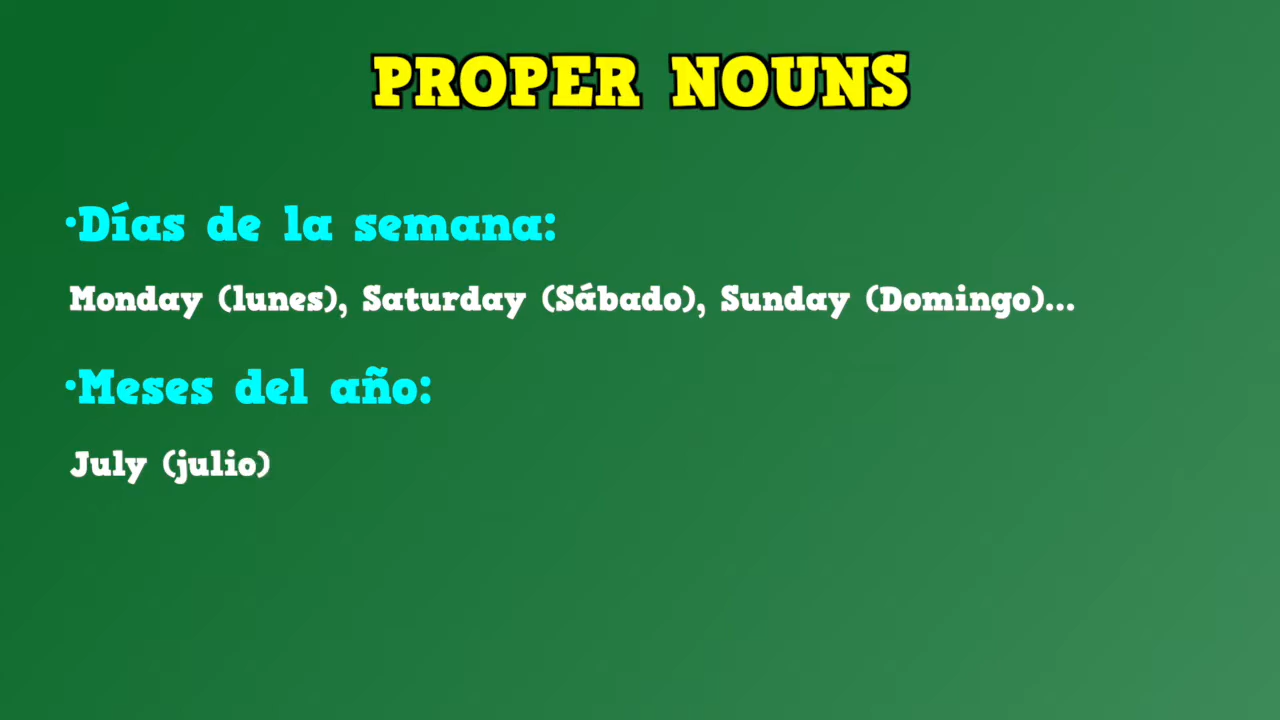 PROPER NOUNS
•Días de la semana:
Monday (lunes), Saturday (Sábado), Sunday (Domingo)...
•Meses del año:
July (julio)